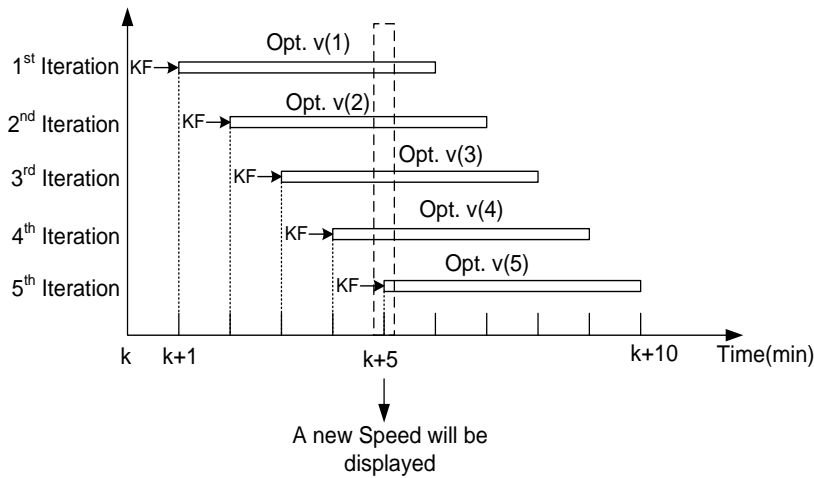 Opt. v(1)
1st Iteration KF
Opt. v(2)
2nd Iteration KF
Opt. v(3)
3rd Iteration KF
Opt. v(4)
4th Iteration KF
Opt. v(5)
5th Iteration KF
k k+1 k+5 k+10 Time(min)
A new Speed will be
displayed